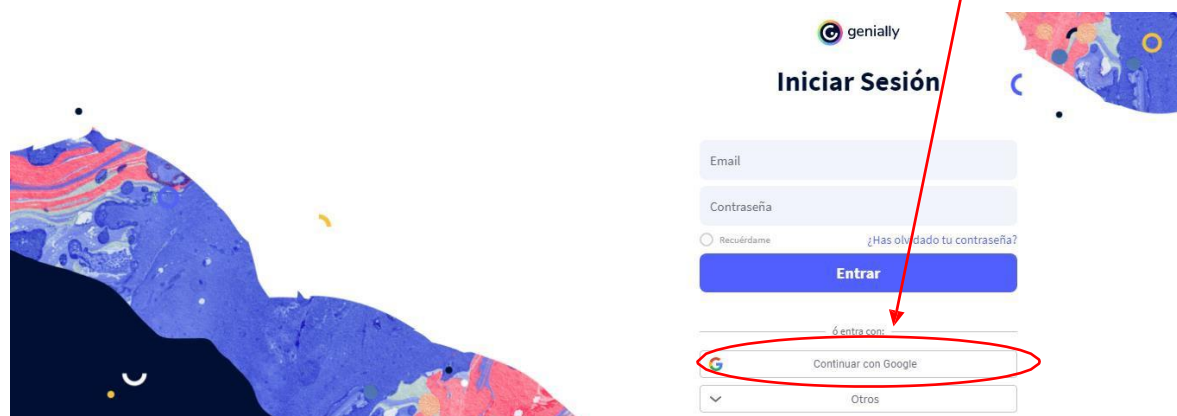 genially
Iniciar Sesión
Email
Contraseña
Recuérdame
¿Has olvidado tu contraseña?
Entrar
ó entra con:
Continuar con Google
Otros